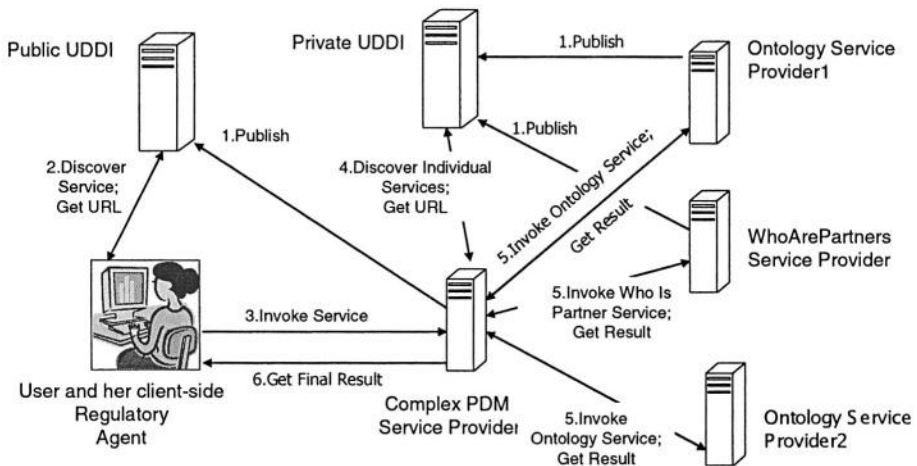 Public UDDI
Private UDDI
1.Publish
Ontology Service
Provider1
1.Publish
1.Publish
2.Discover
Service;
Get URL
4.Discover Individual
Services;
Get URL
5.Invoke Ontology Service;
Get Result
WhoArePartners
Service Provider
3.Invoke Service
5.Invoke Who Is
Partner Service;
Get Result
6.Get Final Result
User and her client-side
Regulatory
Agent
Complex PDM
Service Provider
5.Invoke
Ontology Service;
Get Result
Ontology Service
Provider2